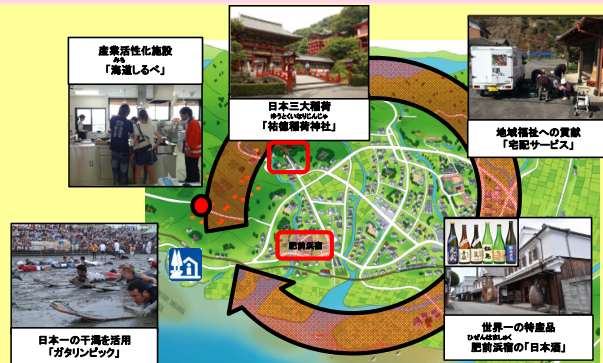 産業活性化施設
みち
「海道しるべ」
日本三大稲荷
ゆうとくいなりじんじゃ
「祐徳稲荷神社」
地域福祉への貢献
「宅配サービス」
肥前浜宿
日本一の干潟を活用
「ガタリンピック」
世界一の特産品
ひぜんはましゅく
肥前浜宿の「日本酒」